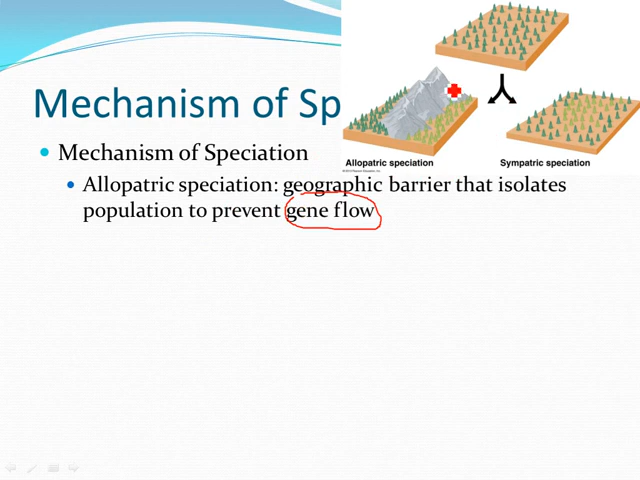 Mechanism of Sp
Mechanism of Speciation
Allopatric speciation: geographic barrier that isolates
population to prevent gene flow
Allopatric speciation
Sympatric speciation